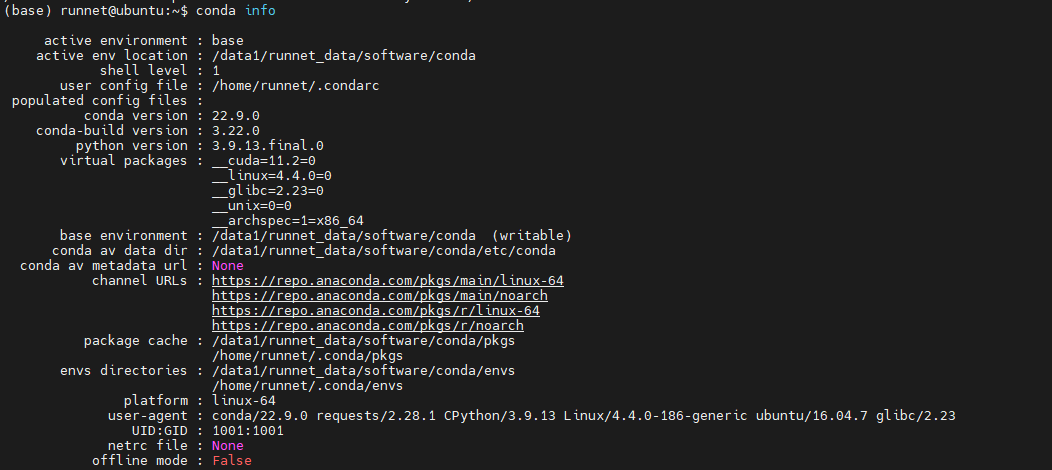 (base) runnet@ubuntu:~$ conda info
active environment : base
active env location : /data1/runnet_data/software/conda
shell level : 1
user config file : /home/runnet/.condarc
populated config files :
conda version : 22.9.0
conda-build version : 3.22.0
python version : 3.9.13.final.0
virtual packages : __cuda=11.2=0
__linux=4.4.0=0
__glibc=2.23=0
__unix=0=0
__archspec=1=x86_64
base environment : /data1/runnet_data/software/conda  (writable)
conda av data dir : /data1/runnet_data/software/conda/etc/conda
conda av metadata url : None
channel URLs : https://repo.anaconda.com/pkgs/main/linux-64
https://repo.anaconda.com/pkgs/main/noarch
https://repo.anaconda.com/pkgs/r/linux-64
https://repo.anaconda.com/pkgs/r/noarch
package cache : /data1/runnet_data/software/conda/pkgs
/home/runnet/.conda/pkgs
envs directories : /data1/runnet_data/software/conda/envs
/home/runnet/.conda/envs
platform : linux-64
user-agent : conda/22.9.0 requests/2.28.1 CPython/3.9.13 Linux/4.4.0-186-generic ubuntu/16.04.7 glibc/2.23
UID:GID : 1001:1001
netrc file : None
offline mode : False